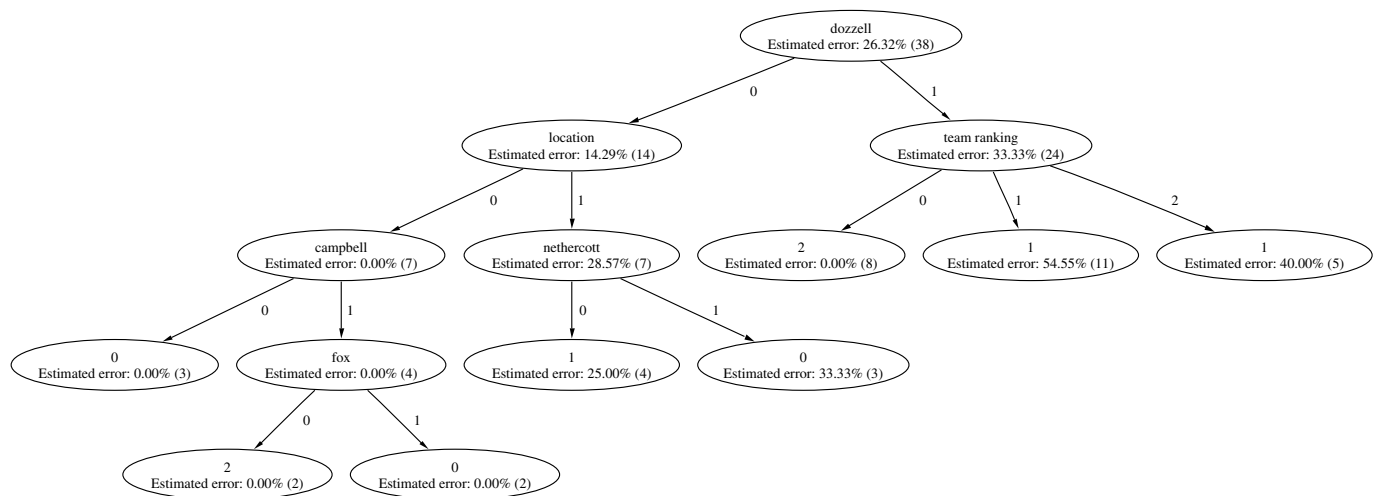 dozzell
Estimated error: 26.32% (38)
0
1
location
Estimated error: 14.29% (14)
team ranking
Estimated error: 33.33% (24)
0
1
0
1
2
campbell
Estimated error: 0.00% (7)
nethercott
Estimated error: 28.57% (7)
2
Estimated error: 0.00% (8)
1
Estimated error: 54.55% (11)
1
Estimated error: 40.00% (5)
0
1
0
1
0
Estimated error: 0.00% (3)
fox
Estimated error: 0.00% (4)
1
Estimated error: 25.00% (4)
0
Estimated error: 33.33% (3)
0
1
2
Estimated error: 0.00% (2)
0
Estimated error: 0.00% (2)